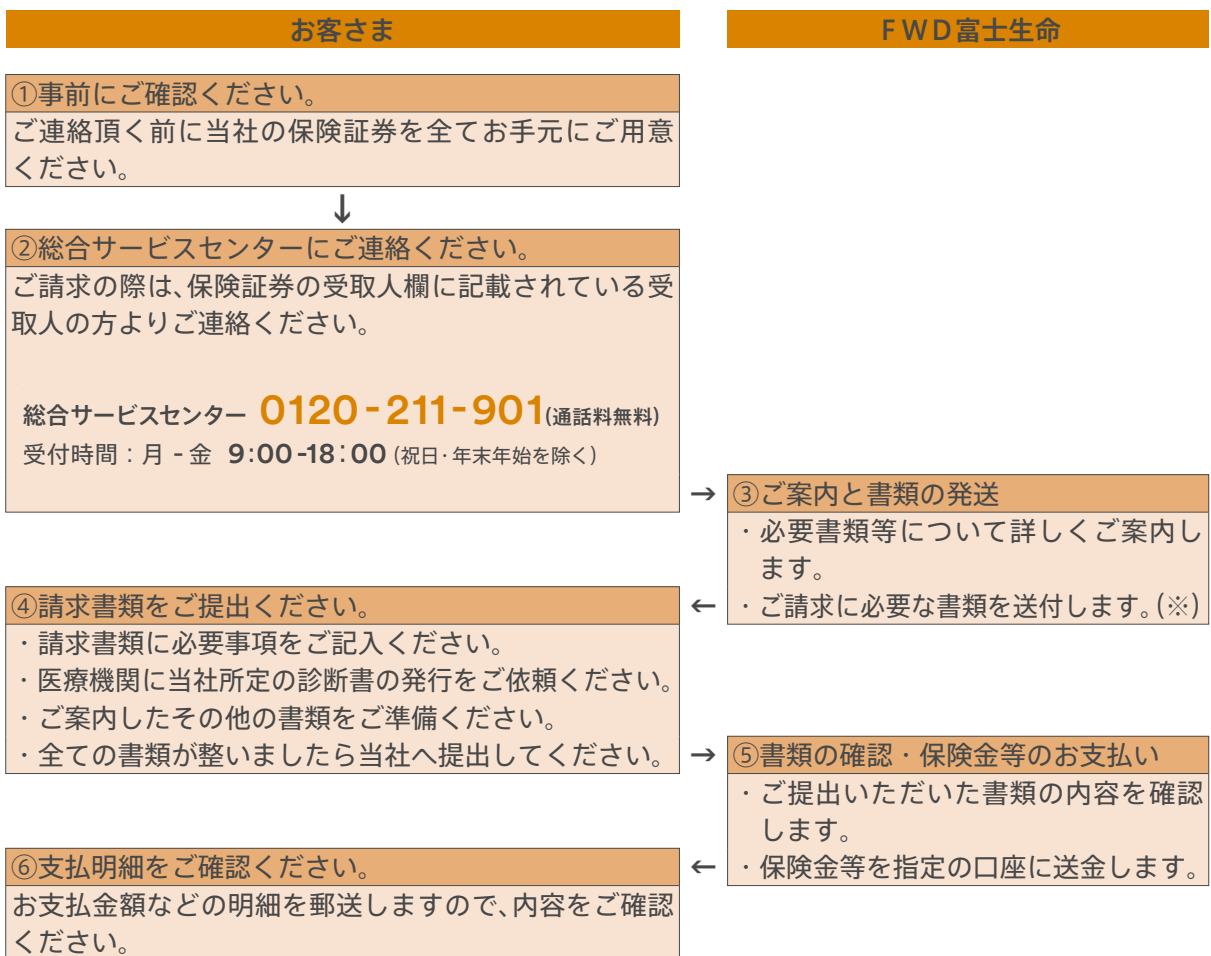 お客さま
FWD富士生命
①事前にご確認ください。
ご連絡頂く前に当社の保険証券を全てお手元にご用意
ください。
↓
②総合サービスセンターにご連絡ください。
ご請求の際は、保険証券の受取人欄に記載されている受
取人の方よりご連絡ください。
総合サービスセンター 0120-211-901(通話料無料)
受付時間:月-金 9:00-18:00(祝日・年末年始を除く)
→
③ご案内と書類の発送
・必要書類等について詳しくご案内し
ます。
・ご請求に必要な書類を送付します。(※)
←
④請求書類をご提出ください。
・請求書類に必要事項をご記入ください。
・医療機関に当社所定の診断書の発行をご依頼ください。
・ご案内したその他の書類をご準備ください。
・全ての書類が整いましたら当社へ提出してください。
→
⑤書類の確認・保険金等のお支払い
・ご提出いただいた書類の内容を確認
します。
・保険金等を指定の口座に送金します。
←
⑥支払明細をご確認ください。
お支払金額などの明細を郵送しますので、内容をご確認
ください。